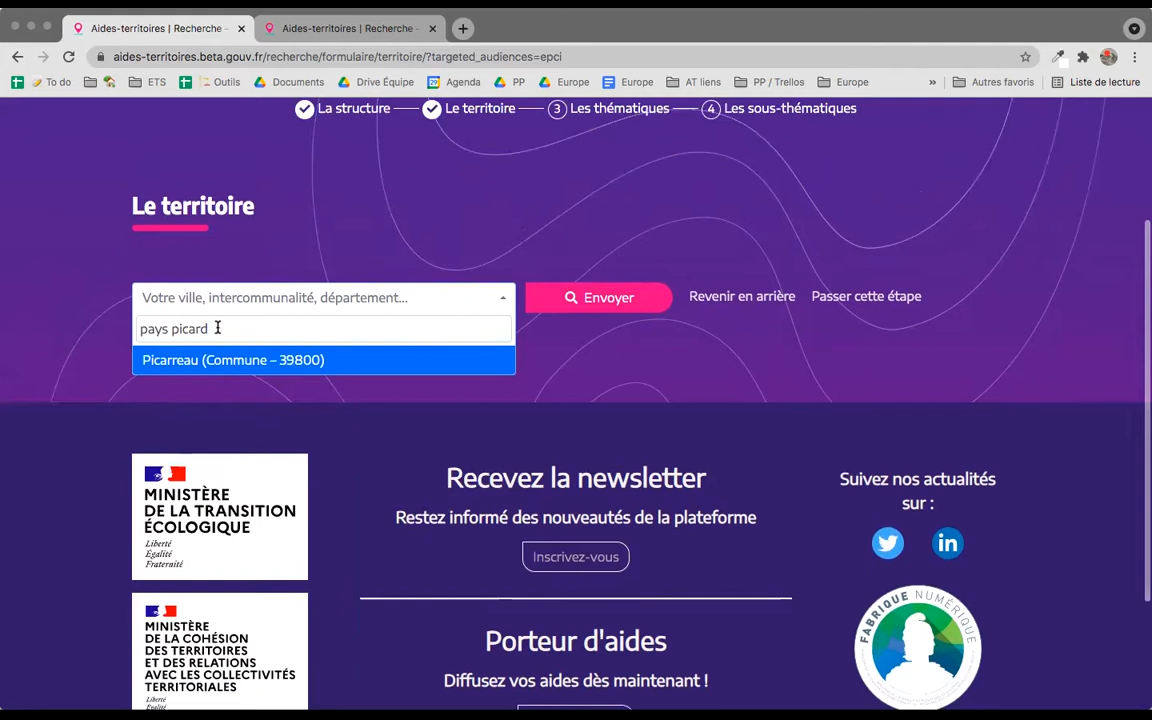 Aides-territoires | Recherche –
Aides-territoires | Recherche –
aides-territoires.beta.gouv.fr/recherche/formulaire/territoire/?targeted_audiences=epci
To do
ETS
Outils
Documents
Drive Équipe
Agenda
PP
Europe
Europe
AT liens
PP / Trellos
Europe
»
Autres favoris
Liste de lecture
La structure
Le territoire
3 Les thématiques
4 Les sous-thématiques
Le territoire
Votre ville, intercommunalité, département...
Envoyer
Revenir en arrière
Passer cette étape
pays picard
Picarreau (Commune – 39800)
MINISTÈRE
DE LA TRANSITION
ÉCOLOGIQUE
Liberté
Égalité
Fraternité
Recevez la newsletter
Restez informé des nouveautés de la plateforme
Inscrivez-vous
Suivez nos actualités
sur :
in
MINISTÈRE
DE LA COHÉSION
DES TERRITOIRES
ET DES RELATIONS
AVEC LES COLLECTIVITÉS
TERRITORIALES
Liberté
Porteur d'aides
Diffusez vos aides dès maintenant !
FABRIQUE NUMÉRIQUE